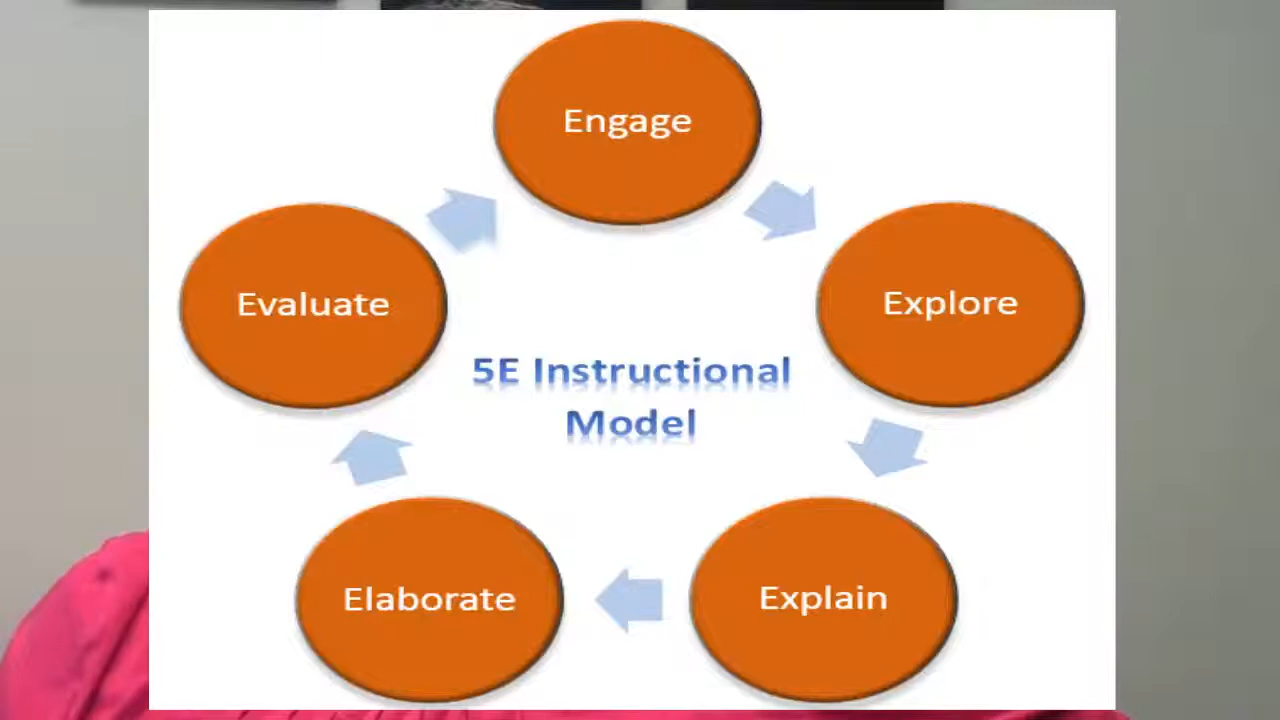 Engage
Explore
Explain
Elaborate
Evaluate
5E Instructional
Model